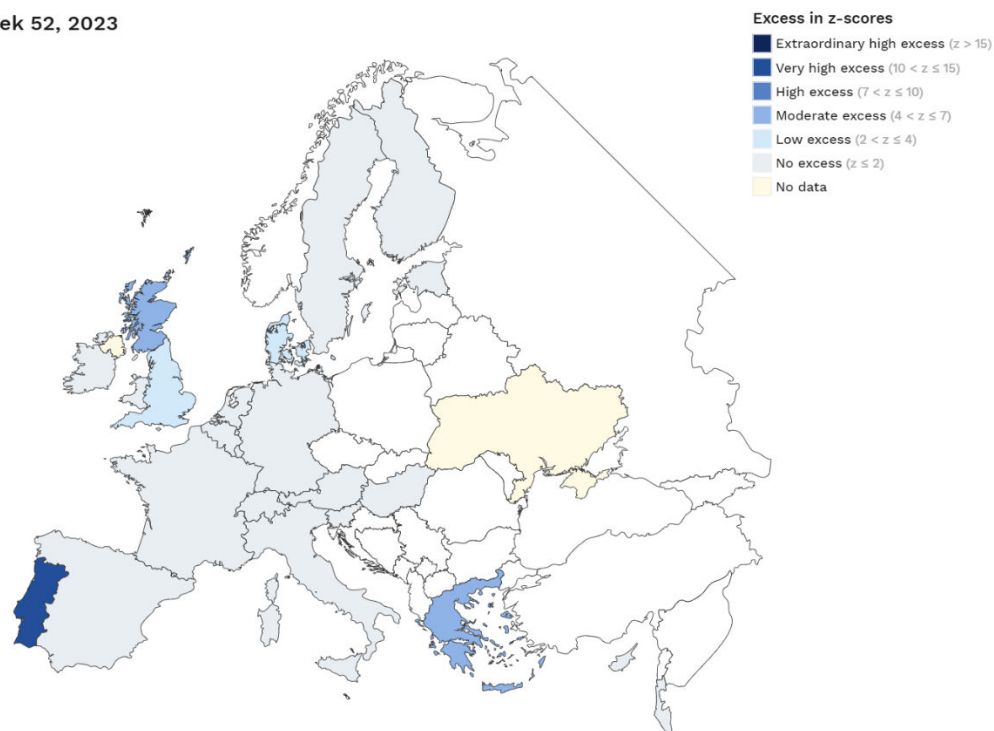 ek 52, 2023
Excess in z-scores
Extraordinary high excess (z > 15)
Very high excess (10 < z ≤ 15)
High excess (7 < z ≤ 10)
Moderate excess (4 < z ≤ 7)
Low excess (2 < z ≤ 4)
No excess (z ≤ 2)
No data